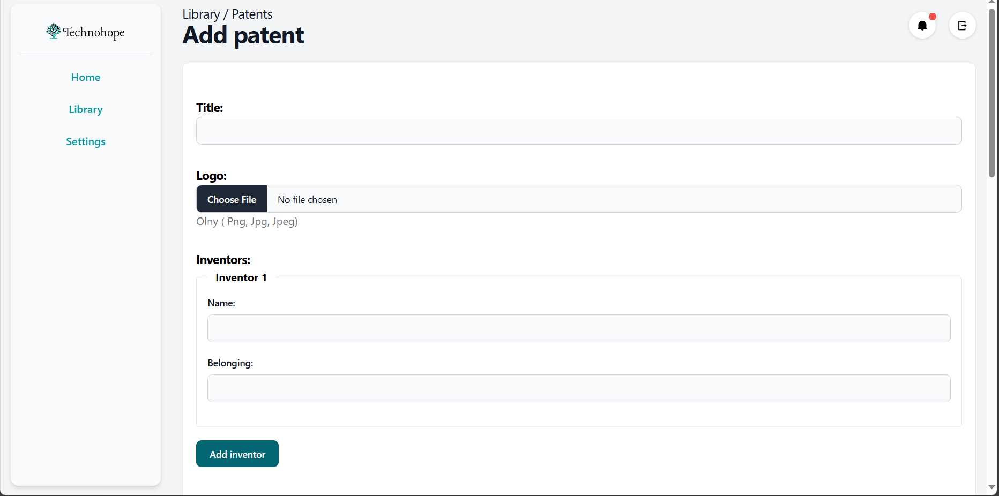 Technohope
Home
Library
Settings
Library / Patents
Add patent
Title:
Logo:
Choose File No file chosen
Olny ( Png, Jpg, Jpeg)
Inventors:
Inventor 1
Name:
Belonging:
Add inventor